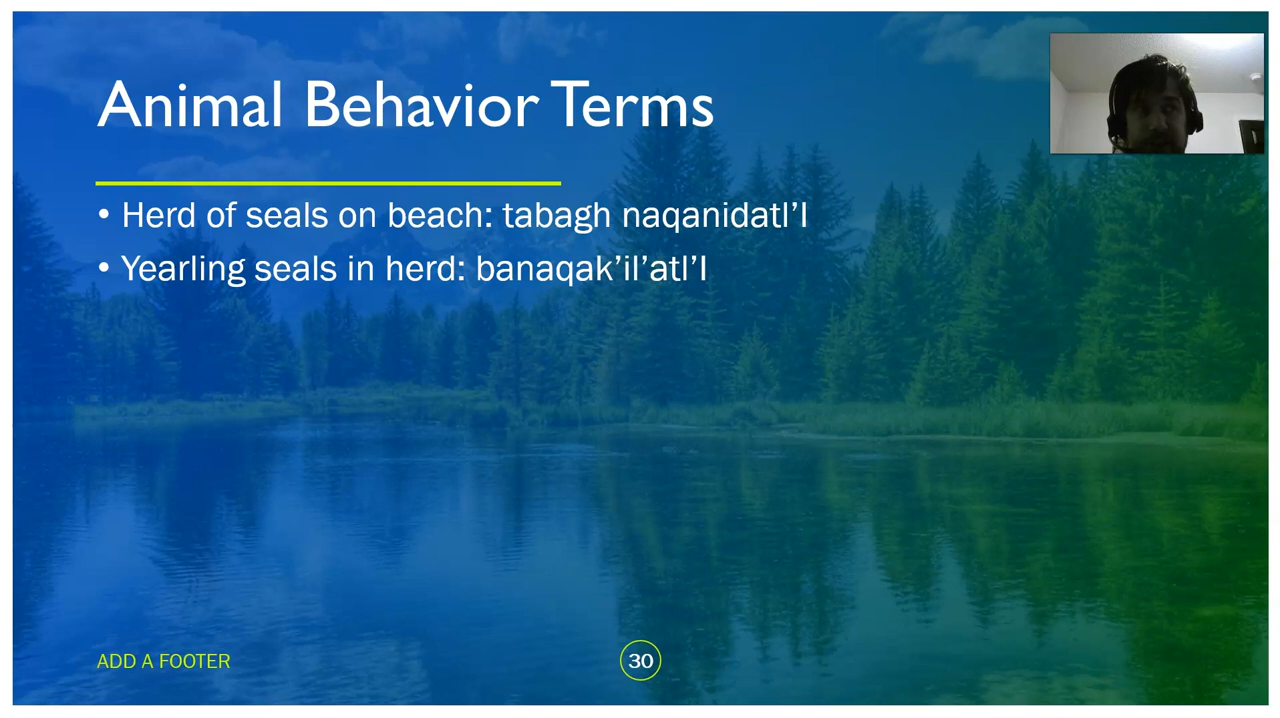 Animal Behavior Terms
• Herd of seals on beach: tabagh naqanidatl’l
• Yearling seals in herd: banaqak’il’atl’l
ADD A FOOTER
30